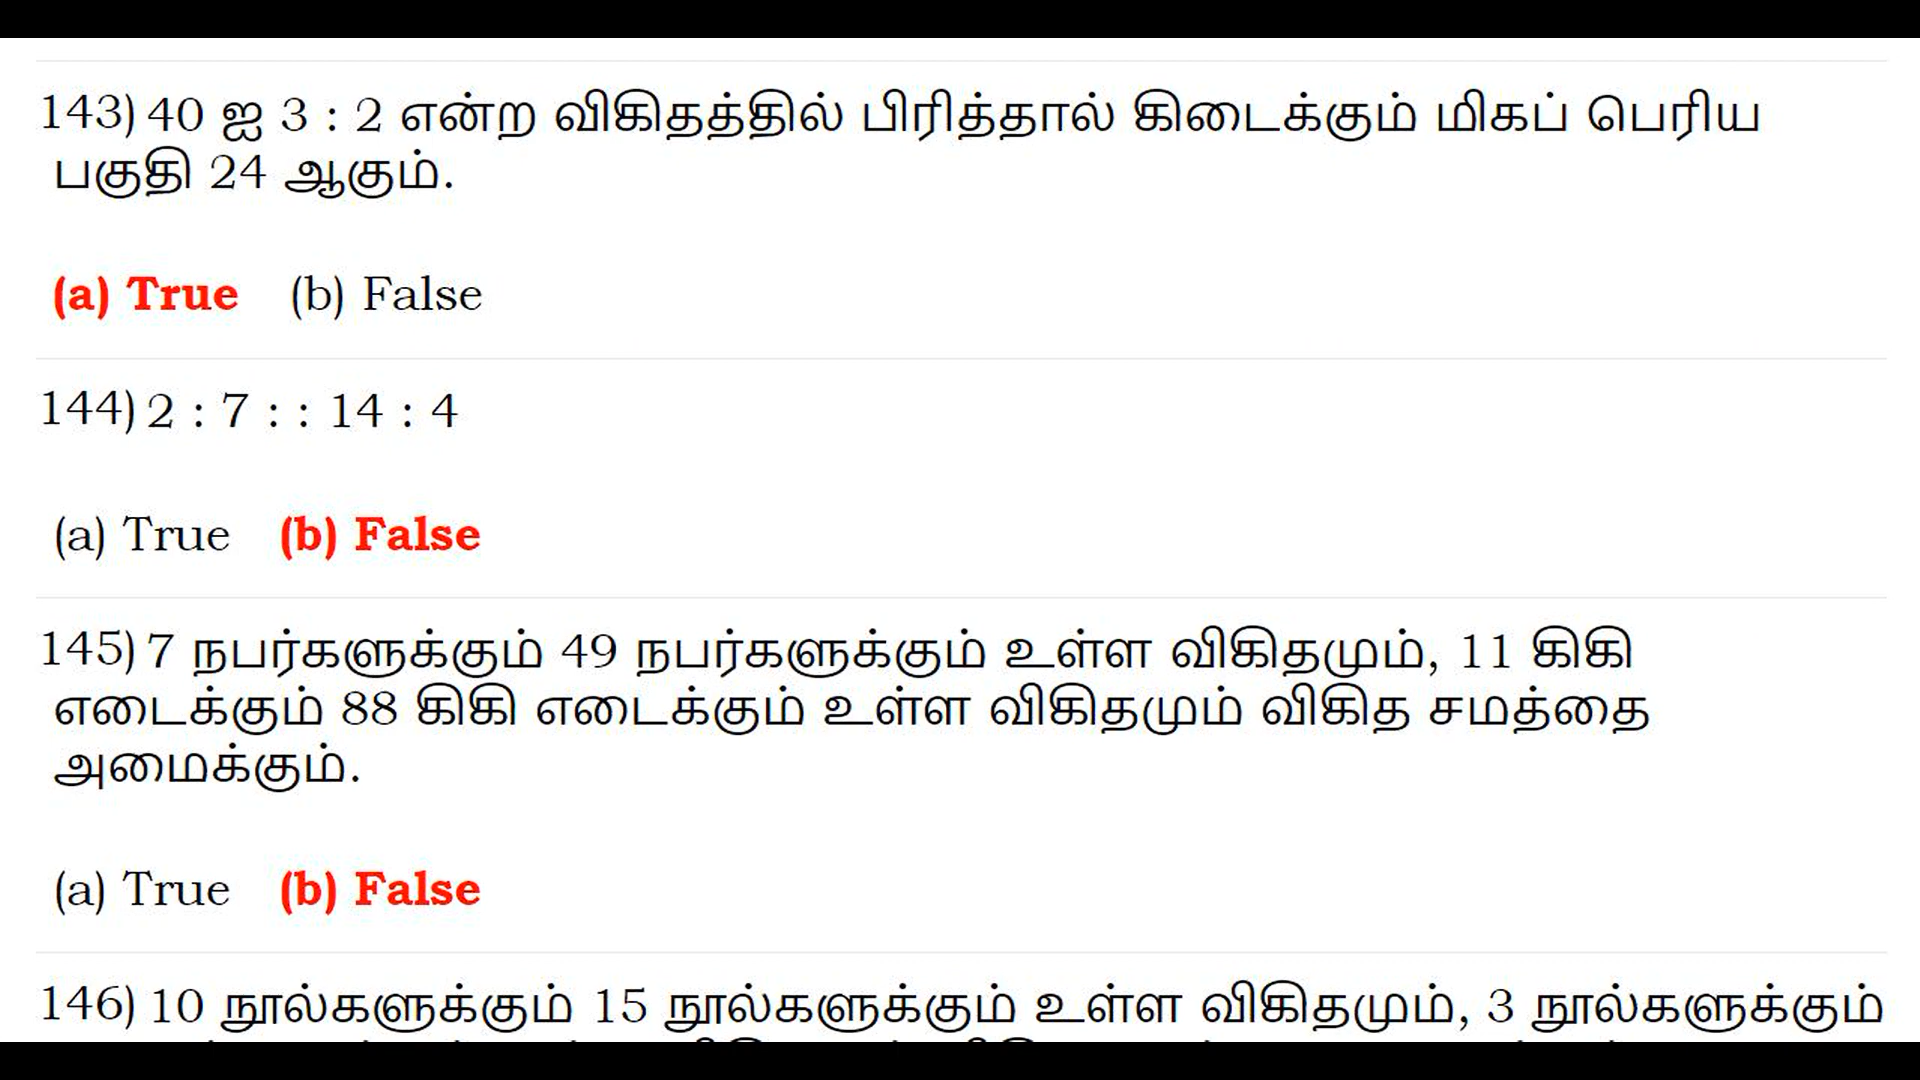 143) 40 ஐ 3 : 2 என்ற விகிதத்தில் பிரித்தால் கிடைக்கும் மிகப் பெரிய
பகுதி 24 ஆகும்.
(a) True (b) False
144) 2 : 7 : : 14 : 4
(a) True (b) False
145) 7 நபர்களுக்கும் 49 நபர்களுக்கும் உள்ள விகிதமும், 11 கிகி
எடைக்கும் 88 கிகி எடைக்கும் உள்ள விகிதமும் விகித சமத்தை
அமைக்கும்.
(a) True (b) False
146) 10 நூல்களுக்கும் 15 நூல்களுக்கும் உள்ள விகிதமும், 3 நூல்களுக்கும்